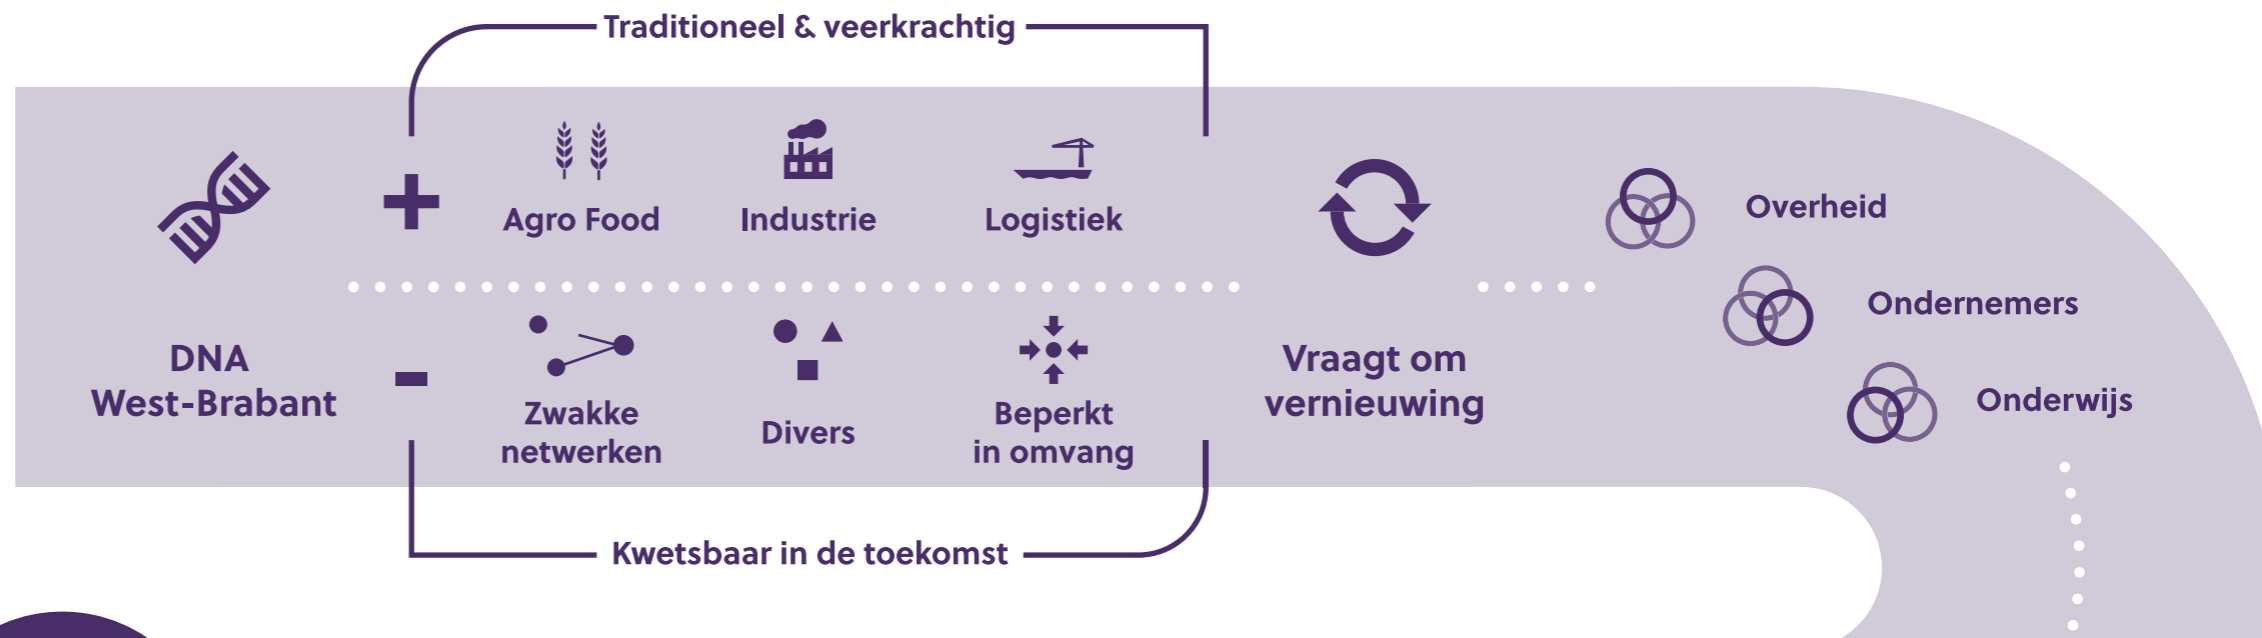 Traditioneel & veerkrachtig
DNA
West-Brabant
+
Agro Food
Industrie
Logistiek
-
Zwakke
netwerken
Divers
Beperkt
in omvang
Kwetsbaar in de toekomst
Vraagt om
vernieuwing
Overheid
Ondernemers
Onderwijs